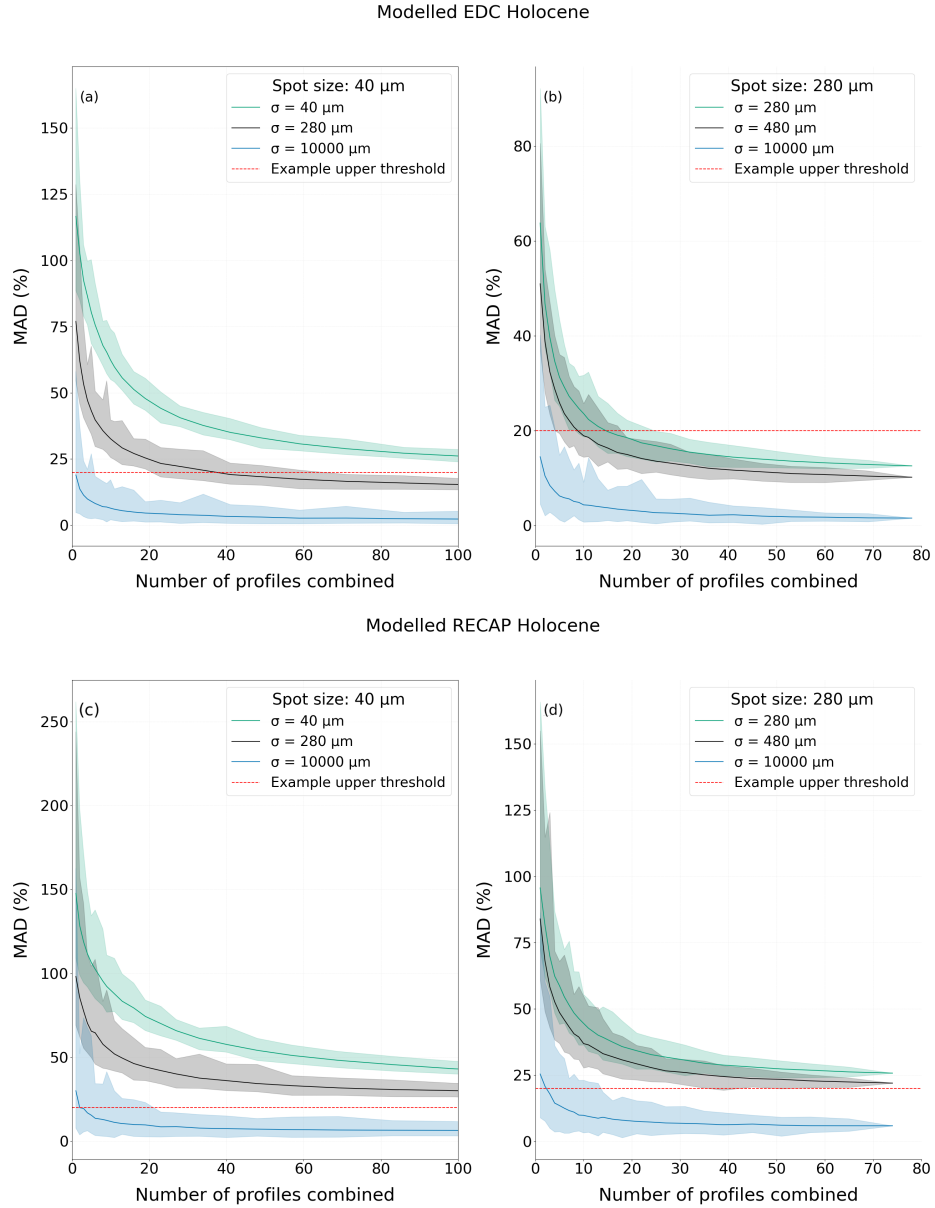 Modelled EDC Holocene
(a)
Spot size: 40 μm
σ = 40 μm
σ = 280 μm
σ = 10000 μm
Example upper threshold
MAD (%)
150
125
100
75
50
25
0
0 20 40 60 80 100
Number of profiles combined
(b)
Spot size: 280 μm
σ = 280 μm
σ = 480 μm
σ = 10000 μm
Example upper threshold
MAD (%)
80
60
40
20
0
0 10 20 30 40 50 60 70 80
Number of profiles combined
Modelled RECAP Holocene
(c)
Spot size: 40 μm
σ = 40 μm
σ = 280 μm
σ = 10000 μm
Example upper threshold
MAD (%)
250
200
150
100
50
0
0 20 40 60 80 100
Number of profiles combined
(d)
Spot size: 280 μm
σ = 280 μm
σ = 480 μm
σ = 10000 μm
Example upper threshold
MAD (%)
150
125
100
75
50
25
0
0 10 20 30 40 50 60 70 80
Number of profiles combined